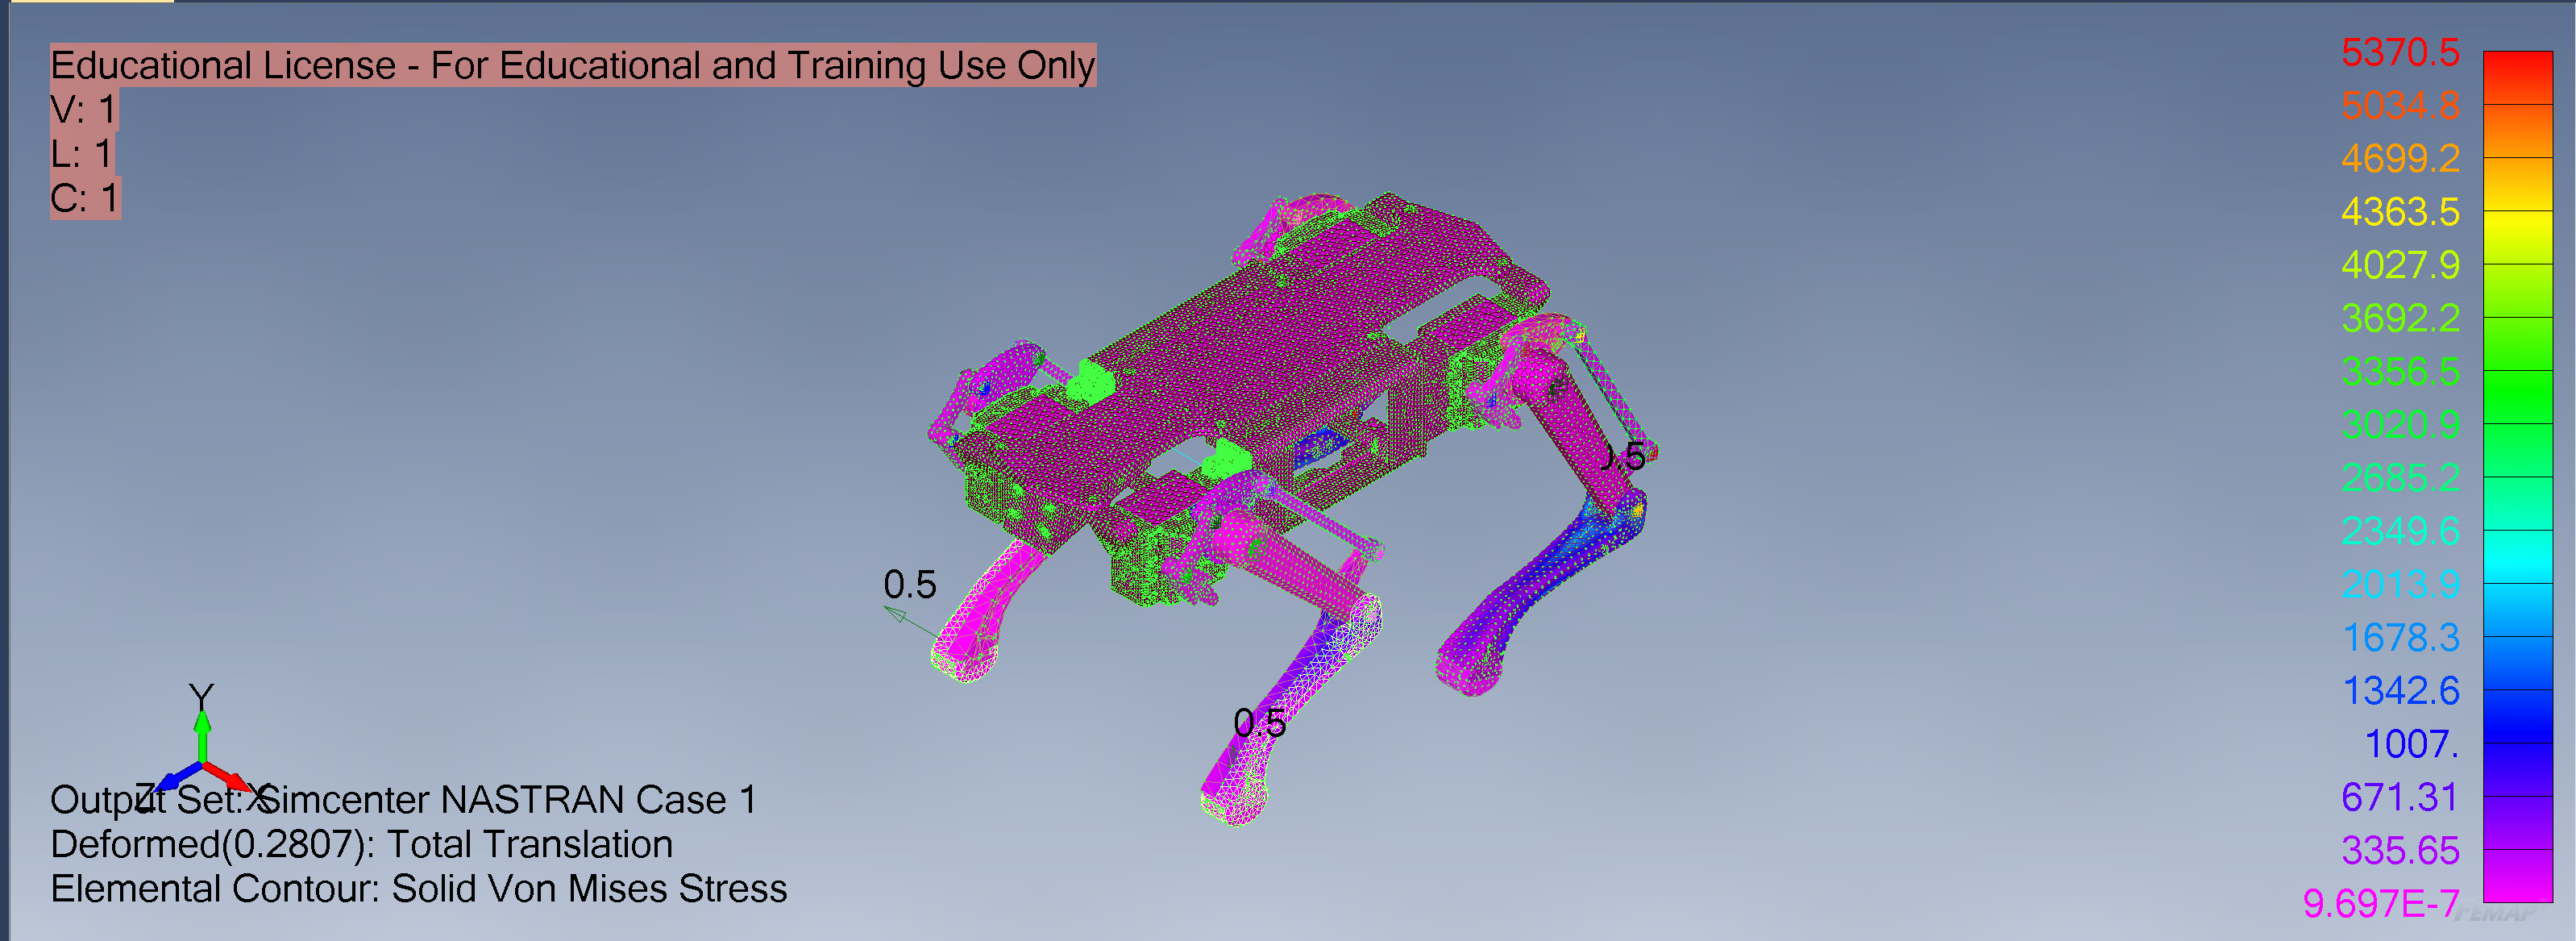 Educational License - For Educational and Training Use Only
V: 1
L: 1
C: 1
5370.5
5034.8
4699.2
4363.5
4027.9
3692.2
3356.5
3020.9
2685.2
2349.6
2013.9
1678.3
1342.6
1007.
671.31
335.65
9.697E-7
0.5
0.5
0.5
Y
Z
X
Output Set: Simcenter NASTRAN Case 1
Deformed(0.2807): Total Translation
Elemental Contour: Solid Von Mises Stress
FEMAP